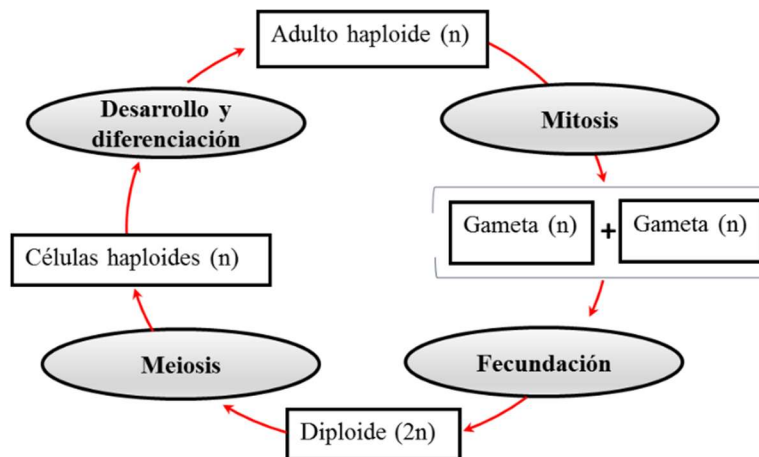 Adulto haploide (n)
Desarrollo y
diferenciación
Mitosis
Gameta (n) + Gameta (n)
Células haploides (n)
Meiosis
Fecundación
Diploide (2n)